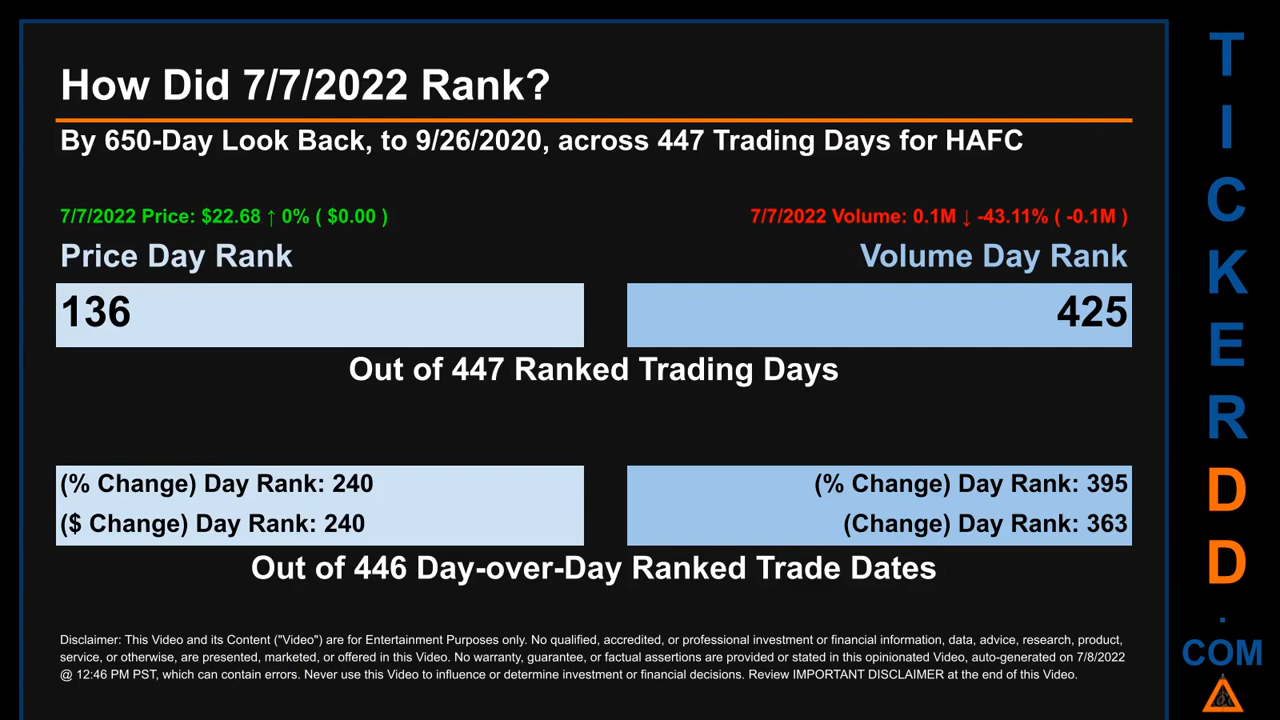 How Did 7/7/2022 Rank?
By 650-Day Look Back, to 9/26/2020, across 447 Trading Days for HAFC
7/7/2022 Price: $22.68 ↑ 0% ( $0.00 )
7/7/2022 Volume: 0.1M ↓ -43.11% ( -0.1M )
Price Day Rank
Volume Day Rank
136
425
Out of 447 Ranked Trading Days
(% Change) Day Rank: 240
(% Change) Day Rank: 395
($ Change) Day Rank: 240
(Change) Day Rank: 363
Out of 446 Day-over-Day Ranked Trade Dates
Disclaimer: This Video and its Content ("Video") are for Entertainment Purposes only. No qualified, accredited, or professional investment or financial information, data, advice, research, product,
service, or otherwise, are presented, marketed, or offered in this Video. No warranty, guarantee, or factual assertions are provided or stated in this opinionated Video, auto-generated on 7/8/2022
@ 12:46 PM PST, which can contain errors. Never use this Video to influence or determine investment or financial decisions. Review IMPORTANT DISCLAIMER at the end of this Video.
T
I
C
K
E
R
D
D
.
COM